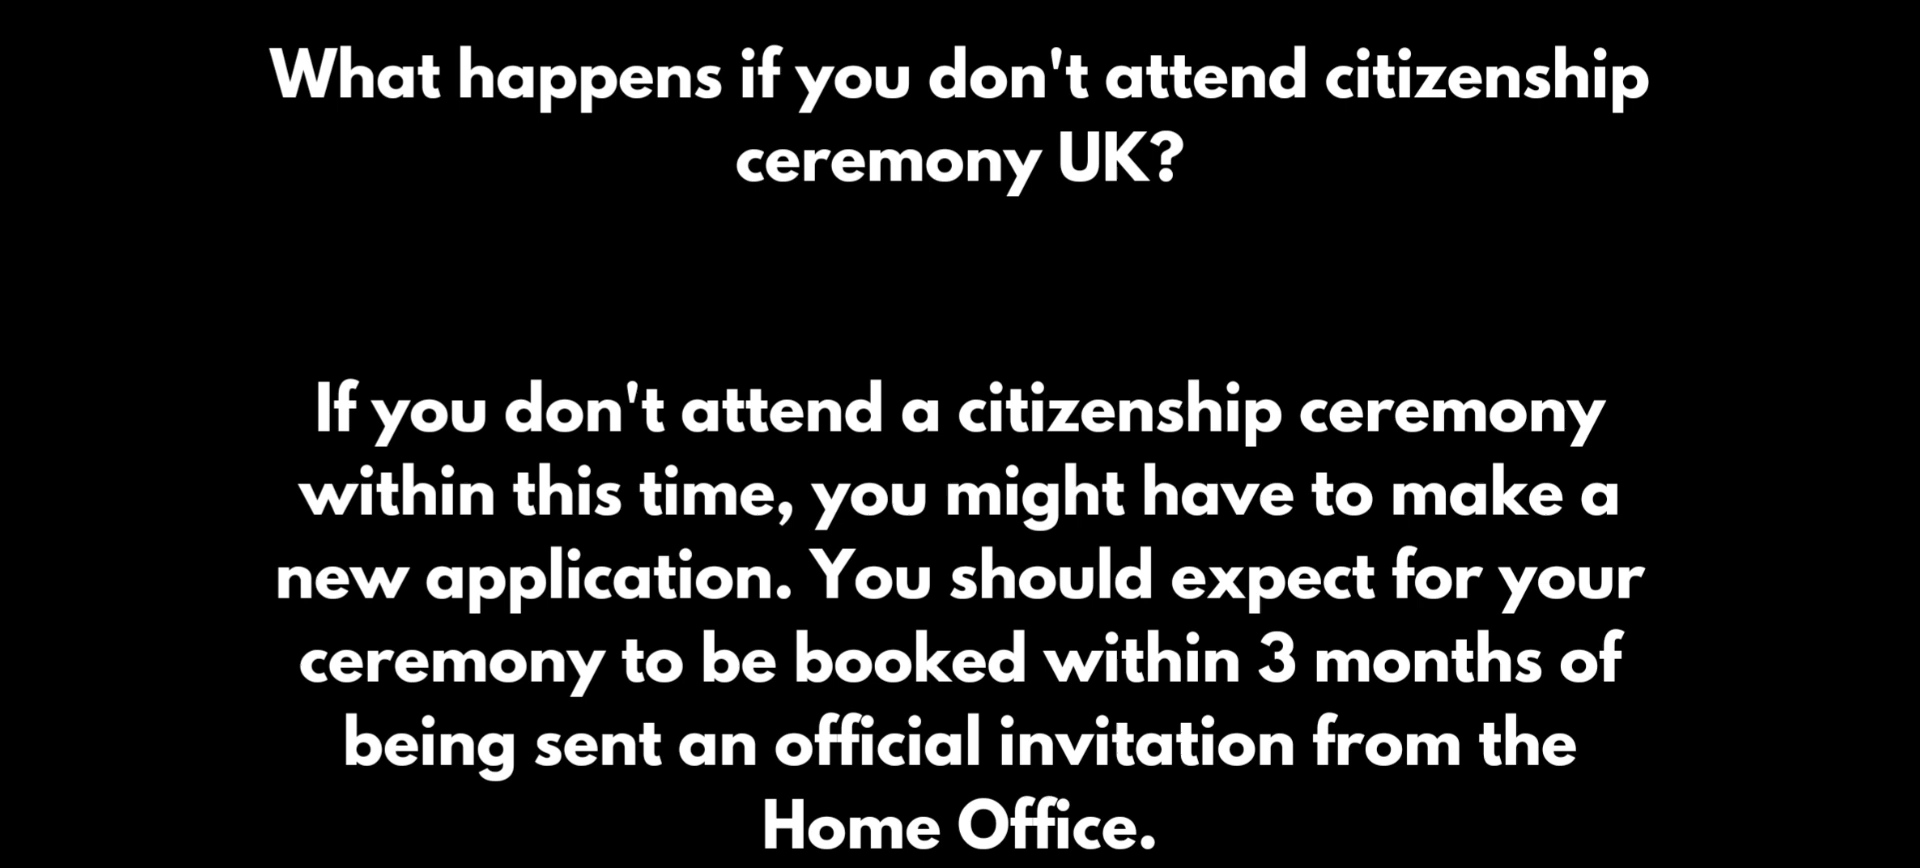 What happens if you don't attend citizenship
ceremony UK?
If you don't attend a citizenship ceremony
within this time, you might have to make a
new application. You should expect for your
ceremony to be booked within 3 months of
being sent an official invitation from the
Home Office.